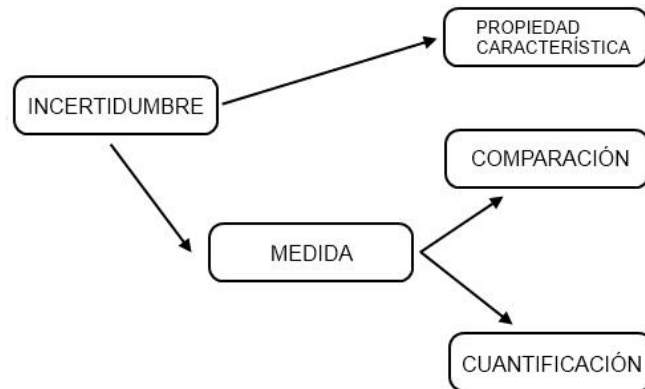 PROPIEDAD
CARACTERÍSTICA
INCERTIDUMBRE
COMPARACIÓN
MEDIDA
CUANTIFICACIÓN